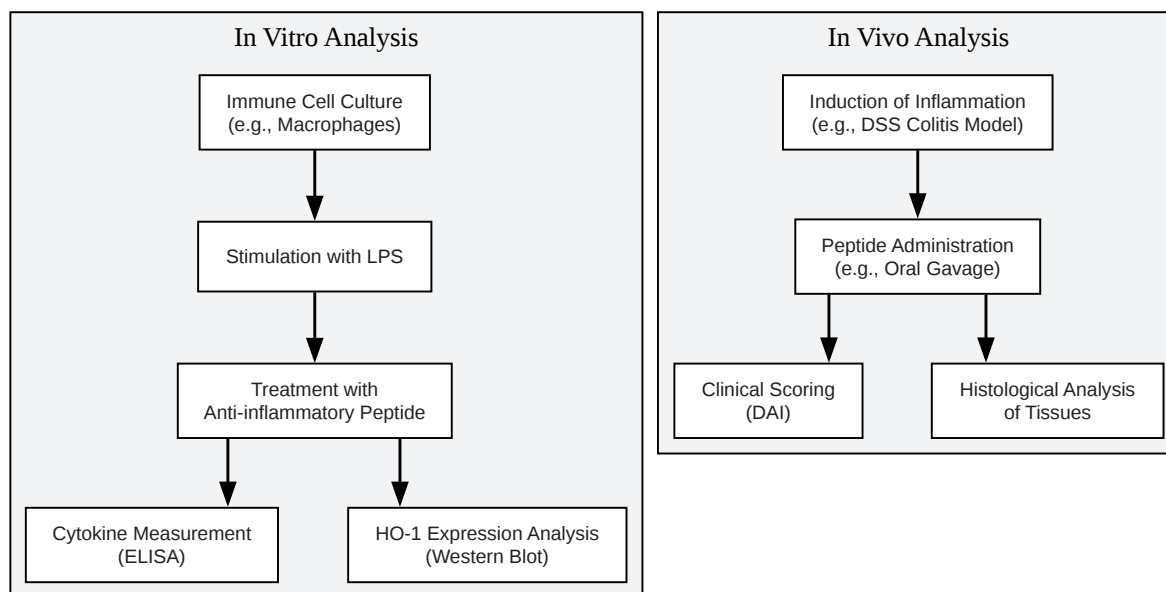 In Vitro Analysis
Immune Cell Culture
(e.g., Macrophages)
Stimulation with LPS
Treatment with
Anti-inflammatory Peptide
Cytokine Measurement
(ELISA)
HO-1 Expression Analysis
(Western Blot)
In Vivo Analysis
Induction of Inflammation
(e.g., DSS Colitis Model)
Peptide Administration
(e.g., Oral Gavage)
Clinical Scoring
(DAI)
Histological Analysis
of Tissues